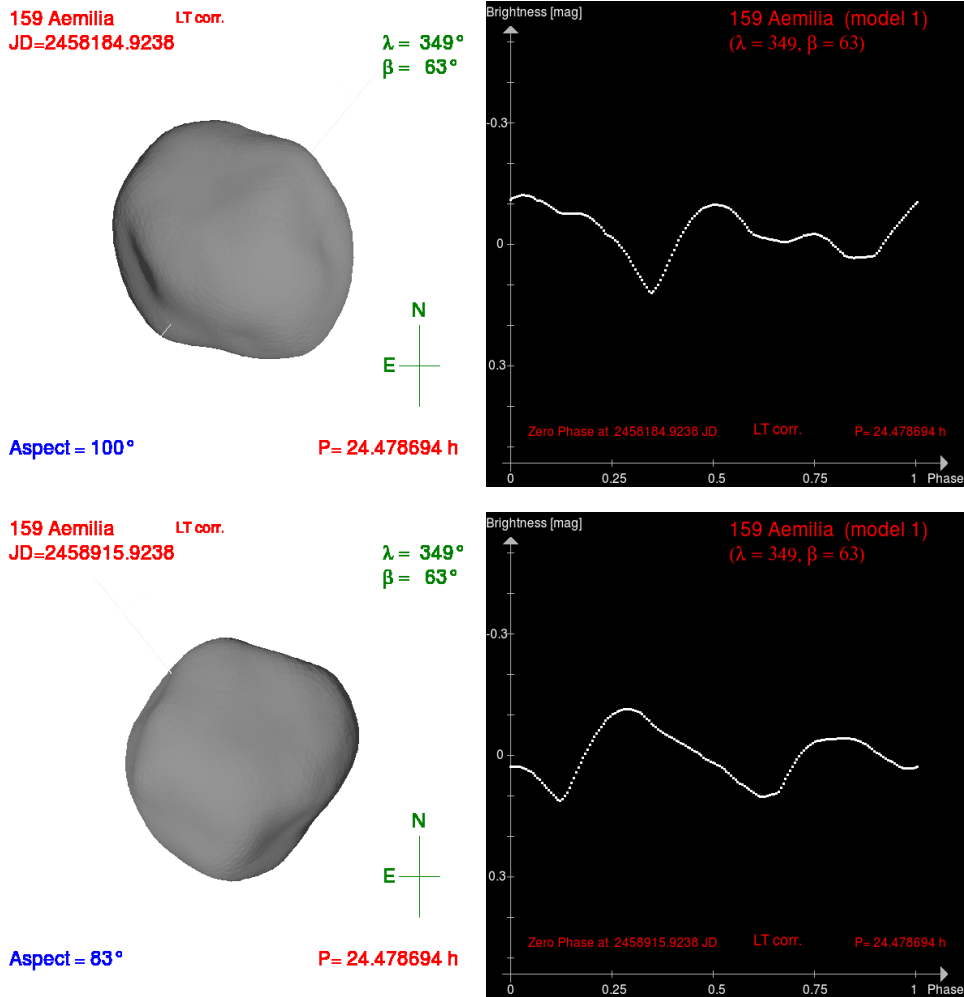 159 Aemilia LT corr.
JD=2458184.9238
λ = 349°
β = 63°
N
E
Aspect = 100° P= 24.478694 h
Brightness [mag]
159 Aemilia (model 1)
(λ = 349, β = 63)
-0.3
0
0.3
Zero Phase at 2458184.9238 JD LT corr. P= 24.478694 h
0 0.25 0.5 0.75 1 Phase
159 Aemilia LT corr.
JD=2458915.9238
λ = 349°
β = 63°
N
E
Aspect = 83° P= 24.478694 h
Brightness [mag]
159 Aemilia (model 1)
(λ = 349, β = 63)
-0.3
0
0.3
Zero Phase at 2458915.9238 JD LT corr. P= 24.478694 h
0 0.25 0.5 0.75 1 Phase